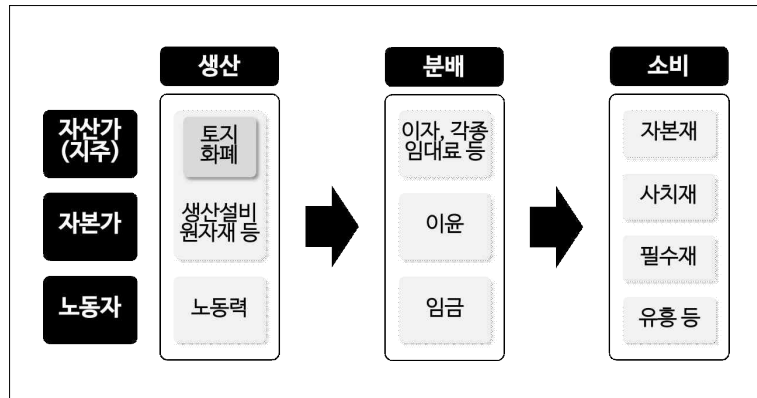 생산
분배
소비
자산가
(지주)
토지
화폐
이자, 각종
임대료 등
자본재
사치재
자본가
생산설비
원자재 등
이윤
필수재
노동자
노동력
임금
유흥 등